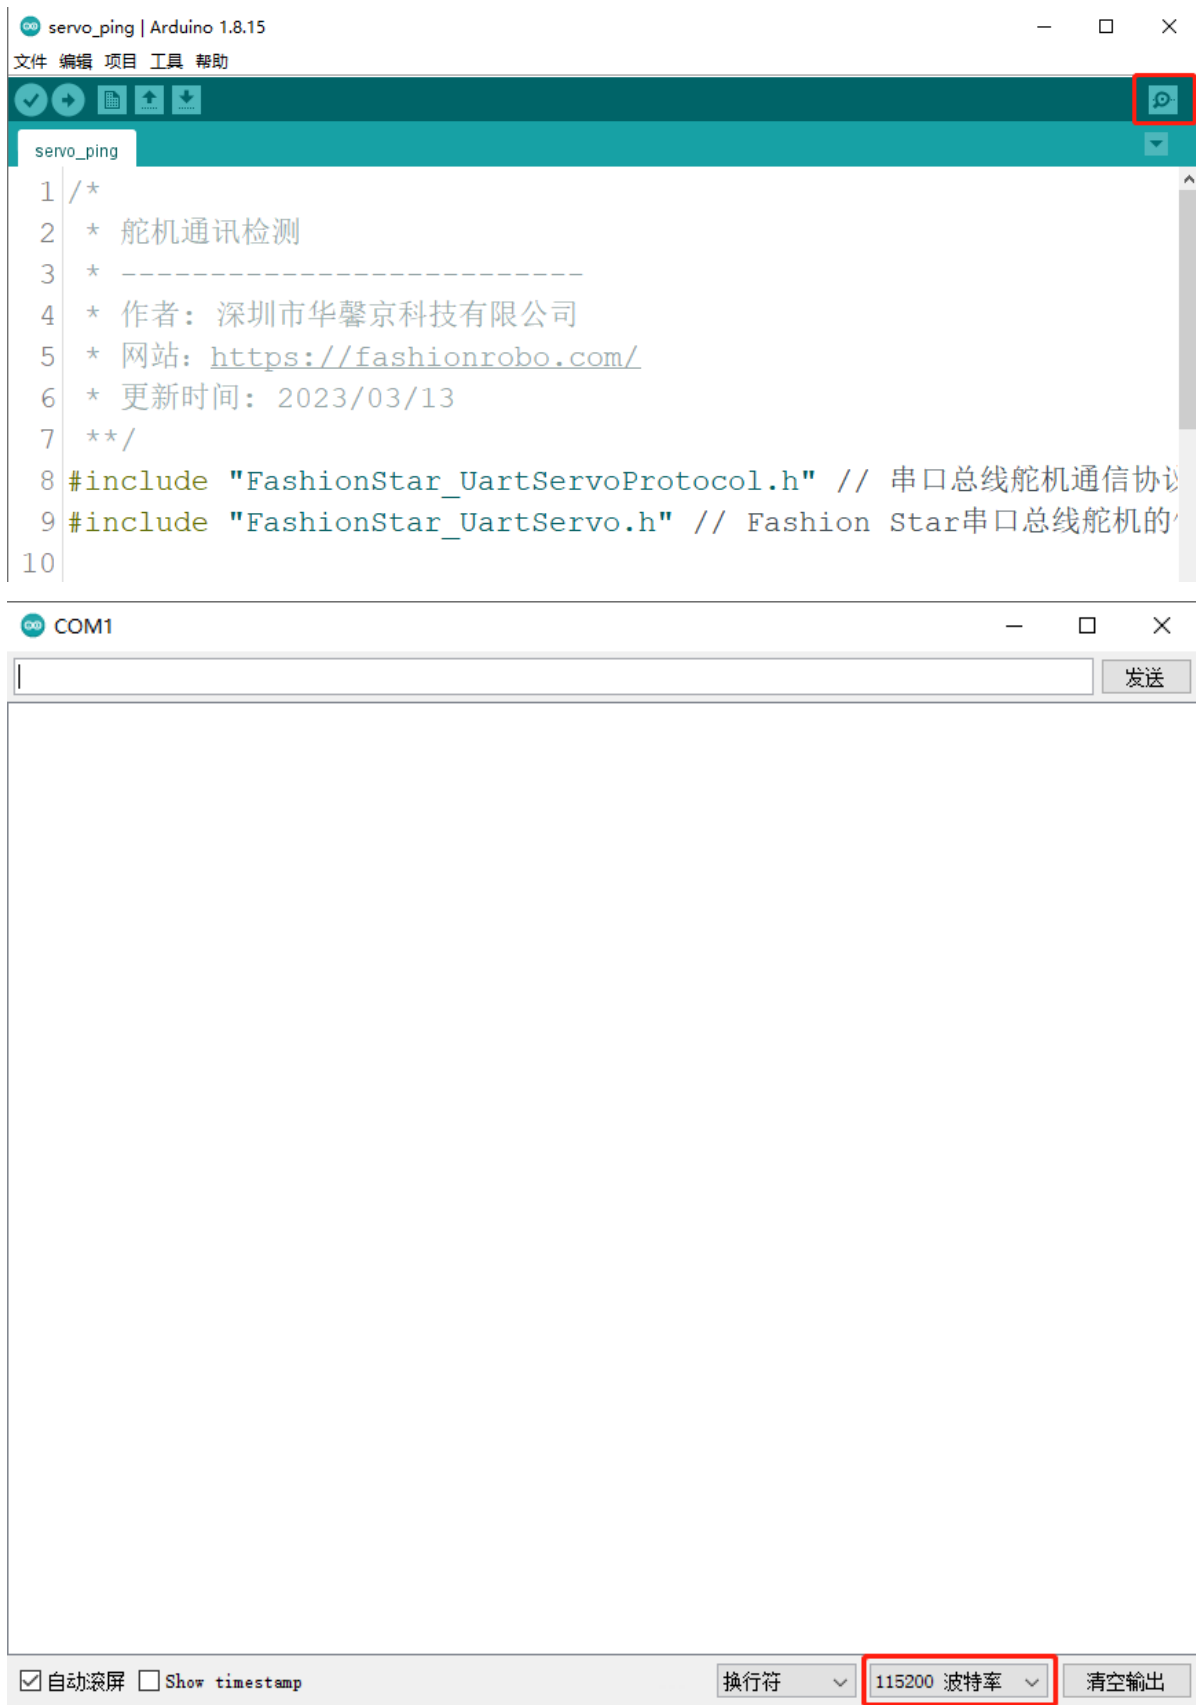 servo_ping | Arduino 1.8.15
文件 编辑 项目 工具 帮助
servo_ping
1 /*
2 * 舵机通讯检测
3 * --------------------------
4 * 作者: 深圳市华馨京科技有限公司
5 * 网站: https://fashionrobo.com/
6 * 更新时间: 2023/03/13
7 **/
8 #include "FashionStar_UartServoProtocol.h" // 串口总线舵机通信协议
9 #include "FashionStar_UartServo.h" // Fashion Star串口总线舵机的
10
COM1
发送
自动滚屏 Show timestamp 换行符 115200 波特率 清空输出